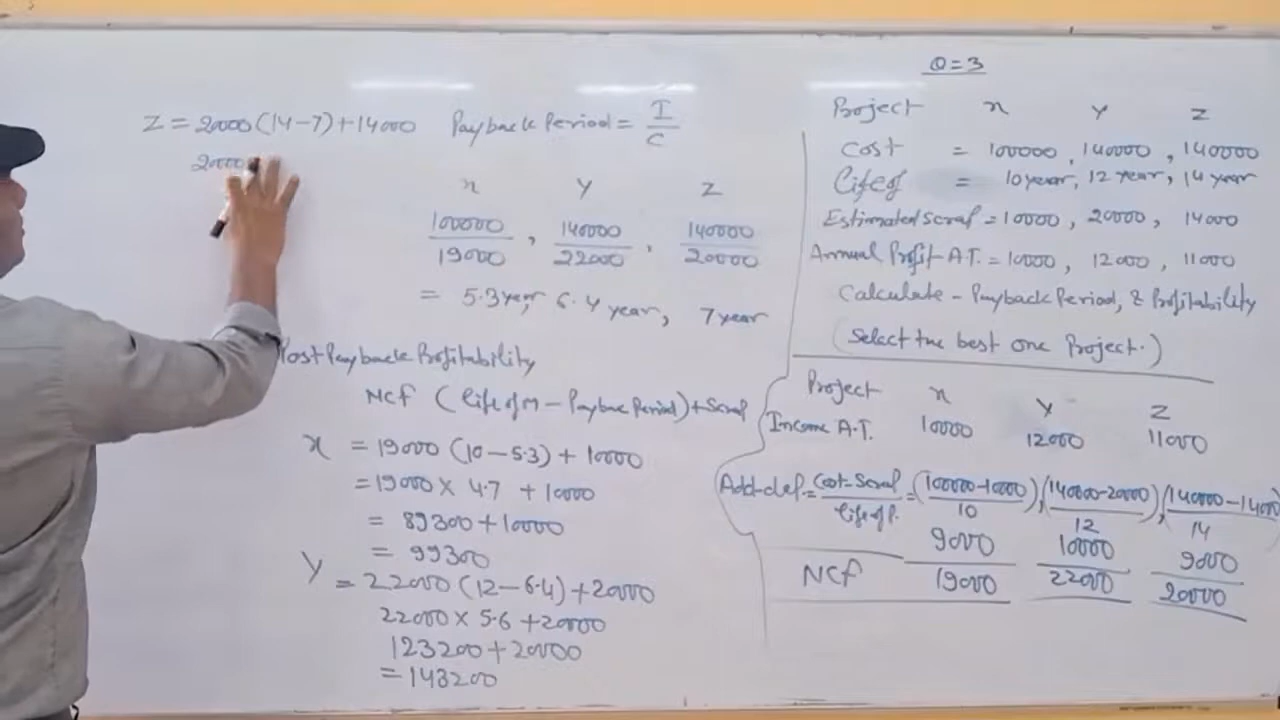 Q=3
Project x y z
Cost = 100000, 140000, 140000
Life of = 10 year, 12 year, 14 year
Estimated Scrap = 10000, 20000, 14000
Annual Profit A.T. = 10000, 12000, 11000
Calculate - Payback Period, & Profitability
(Select the best one Project.)
Project x y z
Income A.T. 10000 12000 11000
Add-dep. = Cost-Scrap/life of P. = (100000-10000)/10, (140000-20000)/12, (140000-14000)/14
9000 10000 9000
NCF 19000 22000 20000
Payback Period = I/C
x y z
100000/19000, 140000/22000, 140000/20000
= 5.3 year, 6.4 year, 7 year
Post Payback Profitability
NCF (life of M - Payback Period) + Scrap
x = 19000 (10-5.3) + 10000
= 19000 x 4.7 + 10000
= 89300 + 10000
= 99300
y = 22000 (12-6.4) + 20000
22000 x 5.6 + 20000
123200 + 20000
= 143200
z = 20000 (14-7) + 14000
20000